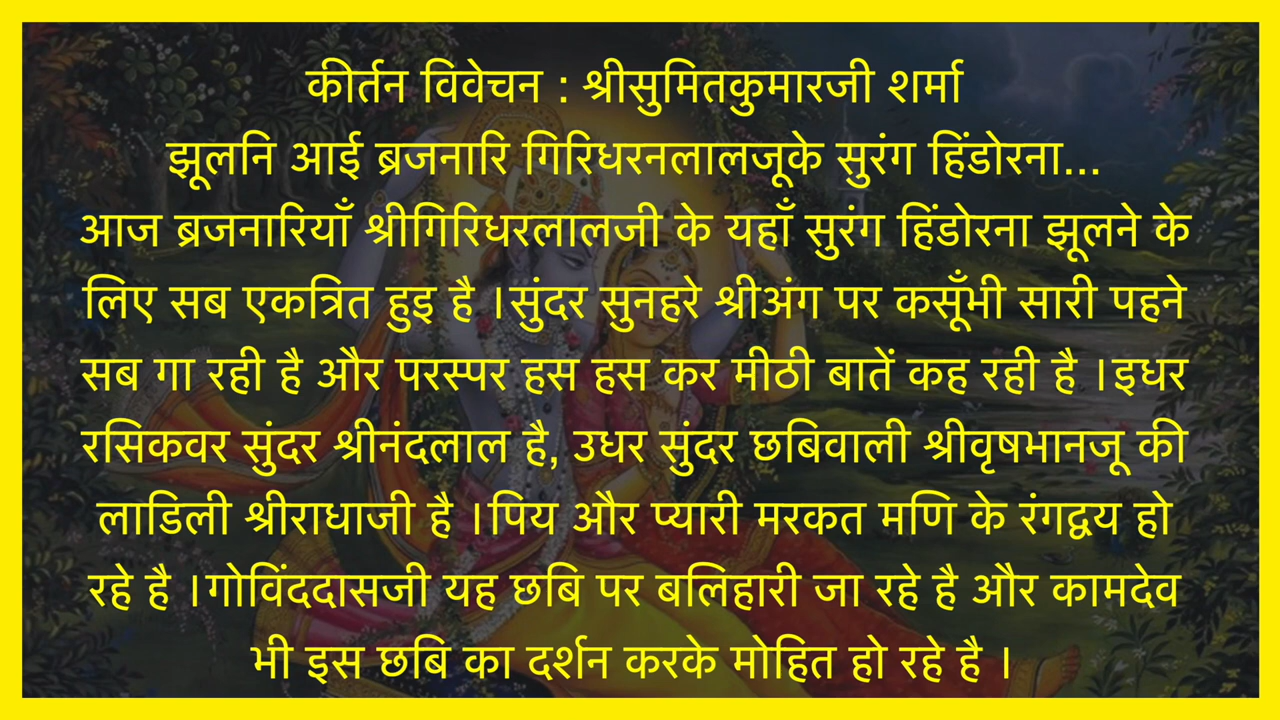 कीर्तन विवेचन : श्रीसुमितकुमारजी शर्मा
झूलनि आई ब्रजनारि गिरिधरनलालजूके सुरंग हिंडोरना...
आज ब्रजनारियाँ श्रीगिरिधरलालजी के यहाँ सुरंग हिंडोरना झूलने के
लिए सब एकत्रित हुइ है ।सुंदर सुनहरे श्रीअंग पर कसूँभी सारी पहने
सब गा रही है और परस्पर हस हस कर मीठी बातें कह रही है ।इधर
रसिकवर सुंदर श्रीनंदलाल है, उधर सुंदर छबिवाली श्रीवृषभानजू की
लाडिली श्रीराधाजी है ।पिय और प्यारी मरकत मणि के रंगद्वय हो
रहे है ।गोविंददासजी यह छबि पर बलिहारी जा रहे है और कामदेव
भी इस छबि का दर्शन करके मोहित हो रहे है ।